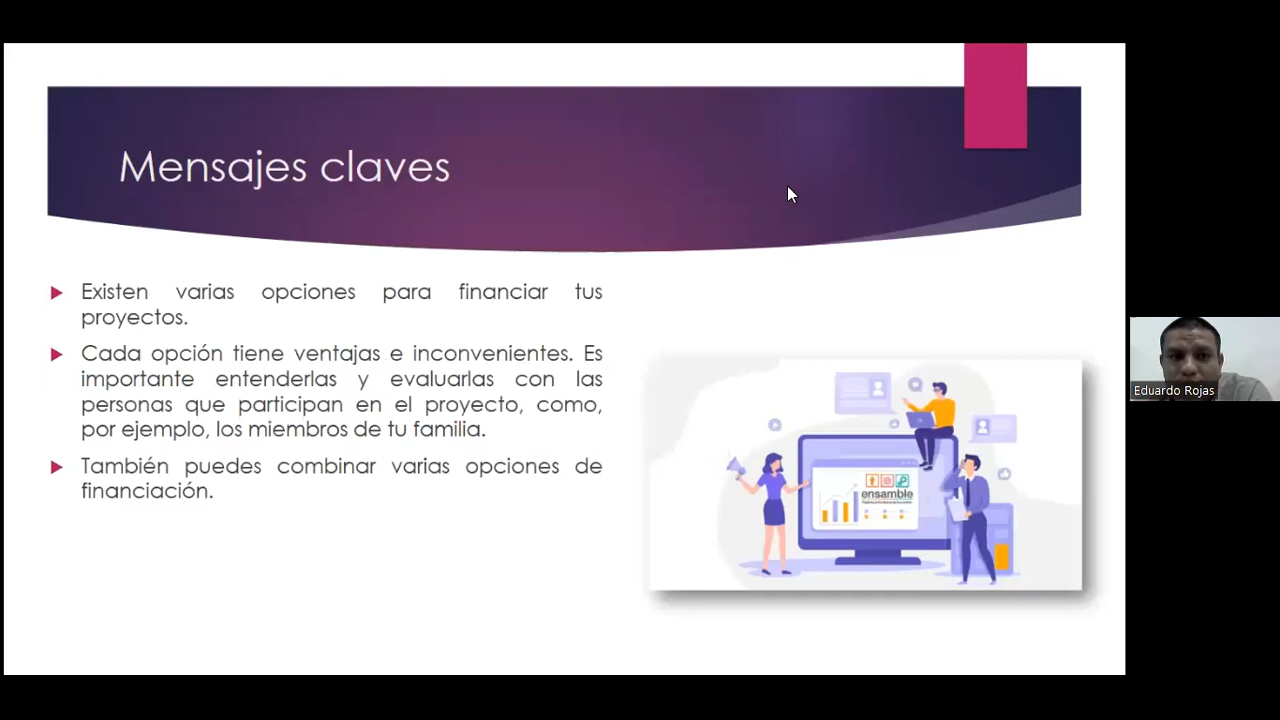 Mensajes claves
Existen varias opciones para financiar tus
proyectos.
Cada opción tiene ventajas e inconvenientes. Es
importante entenderlas y evaluarlas con las
personas que participan en el proyecto, como,
por ejemplo, los miembros de tu familia.
También puedes combinar varias opciones de
financiación.
ensamble
Eduardo Rojas